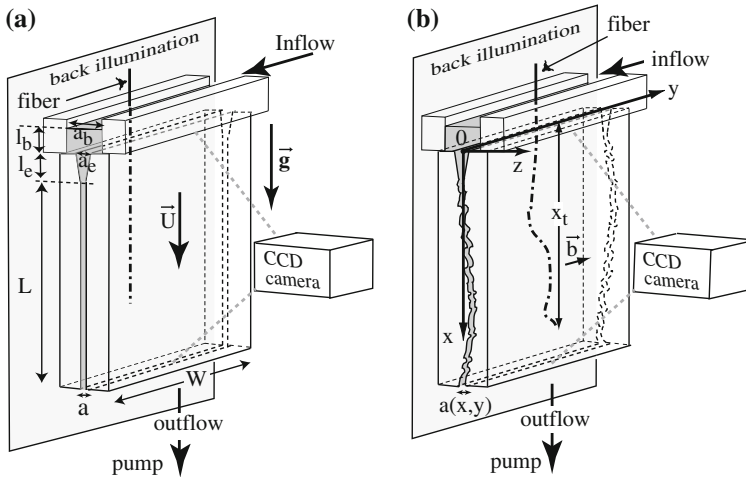 (a)
back illumination
fiber
Inflow
l_b
a_b
l_e
a_e
g
U
L
CCD
camera
W
a
outflow
pump
(b)
back illumination
fiber
inflow
y
0
z
x_t
b
CCD
camera
x
a(x,y)
outflow
pump